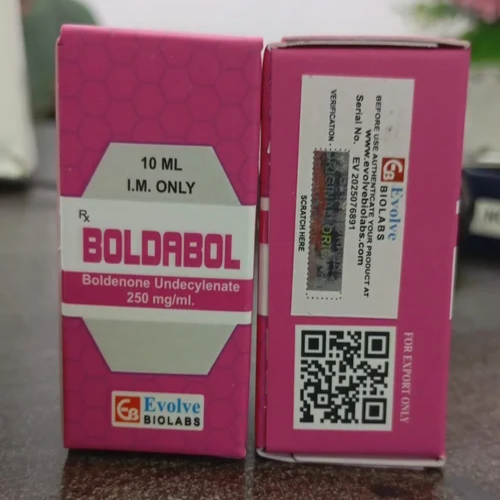 10 ML
I.M. ONLY
Rx
BOLDABOL
Boldenone Undecylenate
250 mg/ml.
EB Evolve
BIOLABS
EB Evolve
BIOLABS
BEFORE USE AUTHENTICATE YOUR PRODUCT AT
www.evolvebiolabs.com
Serial No. EV 2025076891
VERIFICATION
SCRATCH HERE
FOR EXPORT ONLY